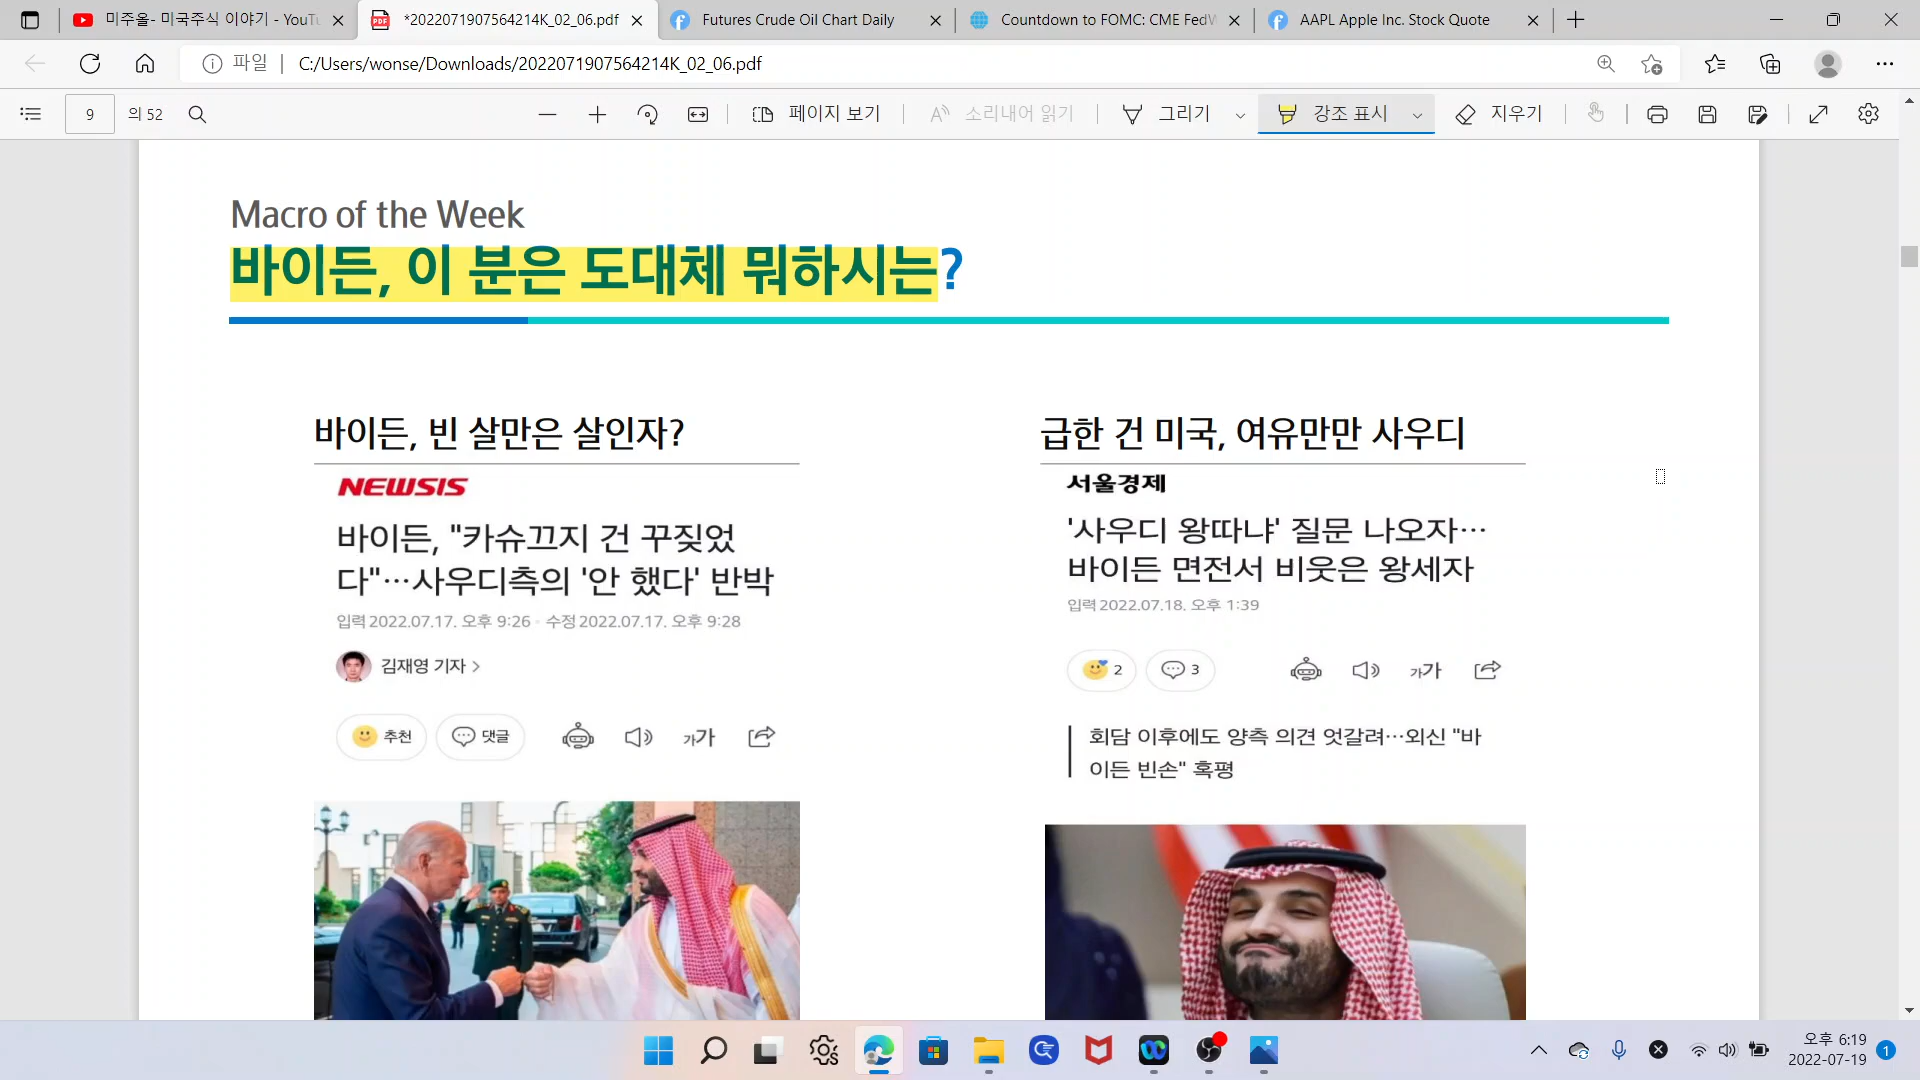 미주올- 미국주식 이야기 - YouTu
*2022071907564214K_02_06.pdf
Futures Crude Oil Chart Daily
Countdown to FOMC: CME FedW
AAPL Apple Inc. Stock Quote
파일
C:/Users/wonse/Downloads/2022071907564214K_02_06.pdf
9 의 52
페이지 보기
소리내어 읽기
그리기
강조 표시
지우기
Macro of the Week
바이든, 이 분은 도대체 뭐하시는?
바이든, 빈 살만은 살인자?
NEWSIS
바이든, "카슈끄지 건 꾸짖었
다"…사우디측의 '안 했다' 반박
입력 2022.07.17. 오후 9:26 수정 2022.07.17. 오후 9:28
김재영 기자 >
추천
댓글
가가
급한 건 미국, 여유만만 사우디
서울경제
'사우디 왕따냐' 질문 나오자…
바이든 면전서 비웃은 왕세자
입력 2022.07.18. 오후 1:39
2
3
가가
회담 이후에도 양측 의견 엇갈려…외신 "바
이든 빈손" 혹평
오후 6:19
2022-07-19
1